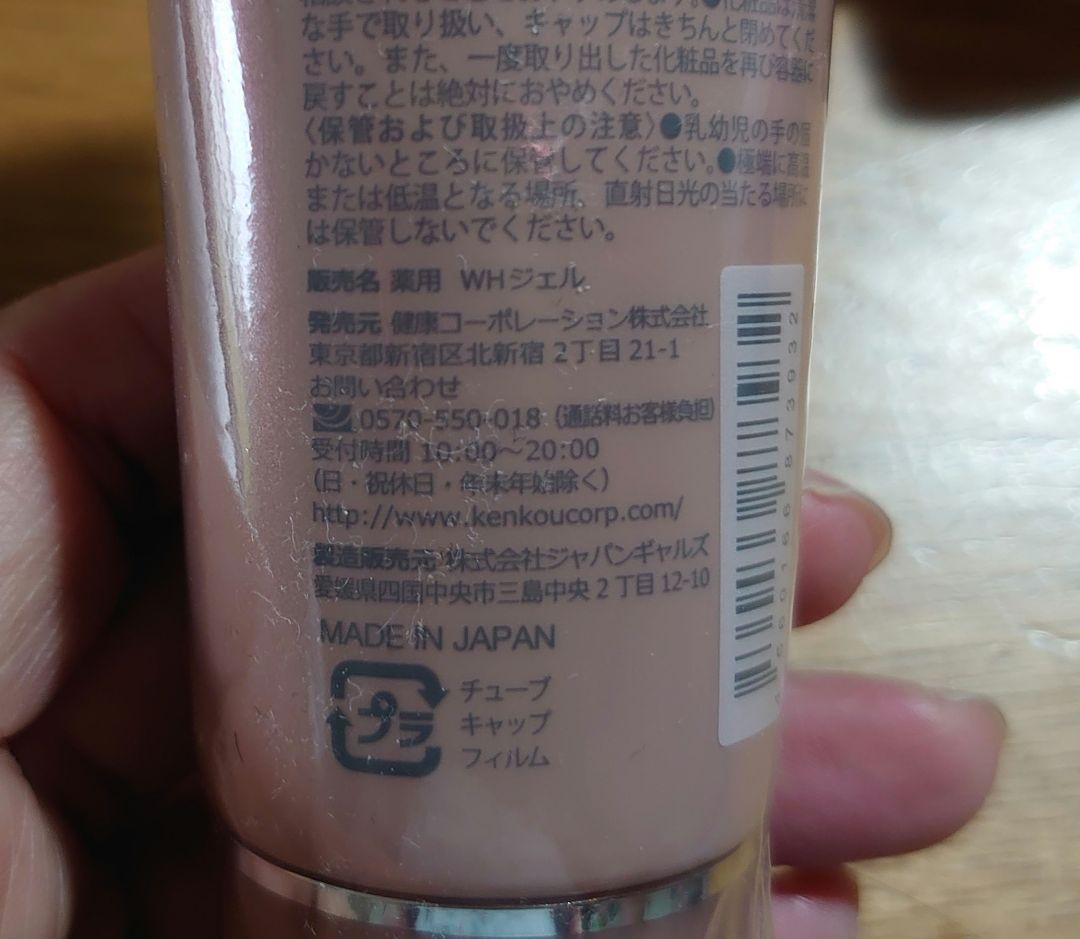 な手で取り扱い、キャップはきちんと閉めてくだ
さい。また、一度取り出した化粧品を再び容器に
戻すことは絶対におやめください。
〈保管および取扱上の注意〉●乳幼児の手の届
かないところに保管してください。●極端に高温
または低温となる場所、直射日光の当たる場所に
は保管しないでください。
販売名 薬用 WHジェル
発売元 健康コーポレーション株式会社
東京都新宿区北新宿 2丁目 21-1
お問い合わせ
0570-550-018（通話料お客様負担）
受付時間 10:00～20:00
（日・祝休日・年末年始除く）
http://www.kenkoucorp.com/
製造販売元 株式会社ジャパンギャルズ
愛媛県四国中央市三島中央 2 丁目 12-10
MADE IN JAPAN
プラ
チューブ
キャップ
フィルム